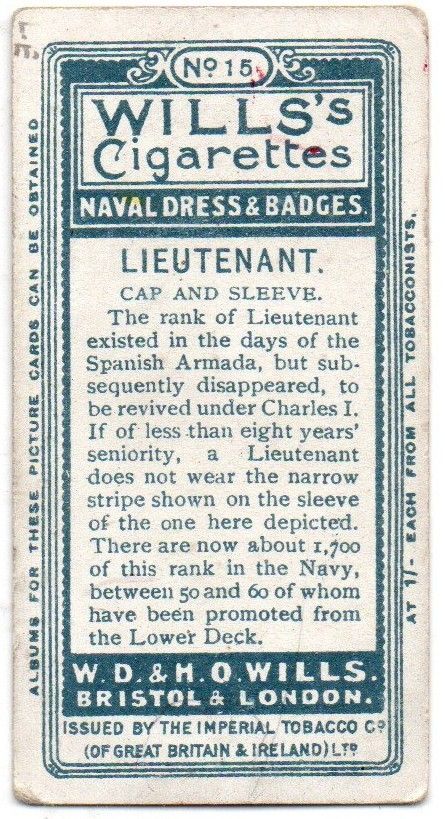 No 15
WILLS's
Cigarettes
NAVAL DRESS & BADGES.
LIEUTENANT.
CAP AND SLEEVE.
The rank of Lieutenant
existed in the days of the
Spanish Armada, but sub-
sequently disappeared, to
be revived under Charles I.
If of less than eight years'
seniority, a Lieutenant
does not wear the narrow
stripe shown on the sleeve
of the one here depicted.
There are now about 1,700
of this rank in the Navy,
between 50 and 60 of whom
have been promoted from
the Lower Deck.
W.D. & H.O. WILLS.
BRISTOL & LONDON.
ISSUED BY THE IMPERIAL TOBACCO Co
(OF GREAT BRITAIN & IRELAND) LTD
ALBUMS FOR THESE PICTURE CARDS CAN BE OBTAINED
AT 1/- EACH FROM ALL TOBACCONISTS.